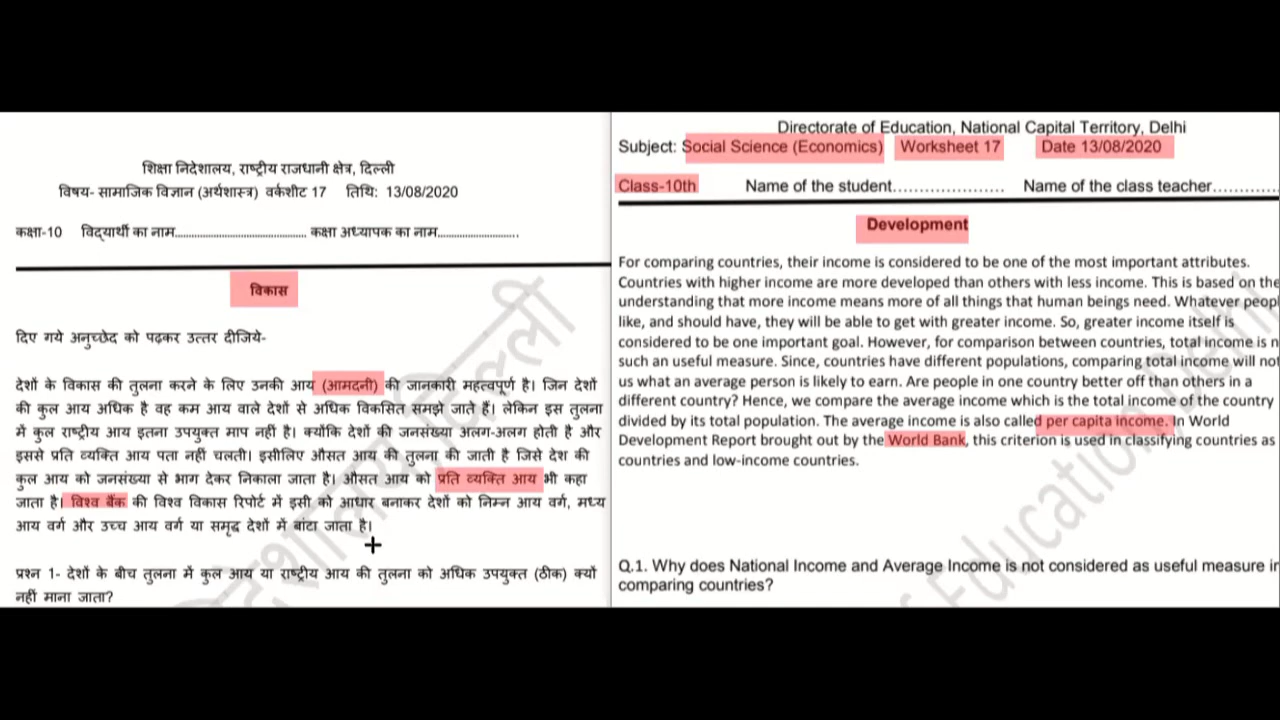 शिक्षा निदेशालय, राष्ट्रीय राजधानी क्षेत्र, दिल्ली
विषय- सामाजिक विज्ञान (अर्थशास्त्र) वर्कशीट 17 तिथि: 13/08/2020
कक्षा-10 विद्यार्थी का नाम................................................ कक्षा अध्यापक का नाम..............................
विकास
दिए गये अनुच्छेद को पढ़कर उत्तर दीजिये-
देशों के विकास की तुलना करने के लिए उनकी आय (आमदनी) की जानकारी महत्वपूर्ण है। जिन देशों
की कुल आय अधिक है वह कम आय वाले देशों से अधिक विकसित समझे जाते हैं। लेकिन इस तुलना
में कुल राष्ट्रीय आय इतना उपयुक्त माप नहीं है। क्योंकि देशों की जनसंख्या अलग-अलग होती है और
इससे प्रति व्यक्ति आय पता नहीं चलती। इसीलिए औसत आय की तुलना की जाती है जिसे देश की
कुल आय को जनसंख्या से भाग देकर निकाला जाता है। औसत आय को प्रति व्यक्ति आय भी कहा
जाता है। विश्व बैंक की विश्व विकास रिपोर्ट में इसी को आधार बनाकर देशों को निम्न आय वर्ग, मध्य
आय वर्ग और उच्च आय वर्ग या समृद्ध देशों में बांटा जाता है।
प्रश्न 1- देशों के बीच तुलना में कुल आय या राष्ट्रीय आय की तुलना को अधिक उपयुक्त (ठीक) क्यों
नहीं माना जाता?
Directorate of Education, National Capital Territory, Delhi
Subject: Social Science (Economics) Worksheet 17 Date 13/08/2020
Class-10th Name of the student..................... Name of the class teacher............
Development
For comparing countries, their income is considered to be one of the most important attributes.
Countries with higher income are more developed than others with less income. This is based on the
understanding that more income means more of all things that human beings need. Whatever peop
like, and should have, they will be able to get with greater income. So, greater income itself is
considered to be one important goal. However, for comparison between countries, total income is n
such an useful measure. Since, countries have different populations, comparing total income will not
us what an average person is likely to earn. Are people in one country better off than others in a
different country? Hence, we compare the average income which is the total income of the country
divided by its total population. The average income is also called per capita income. In World
Development Report brought out by the World Bank, this criterion is used in classifying countries as
countries and low-income countries.
Q.1. Why does National Income and Average Income is not considered as useful measure in
comparing countries?